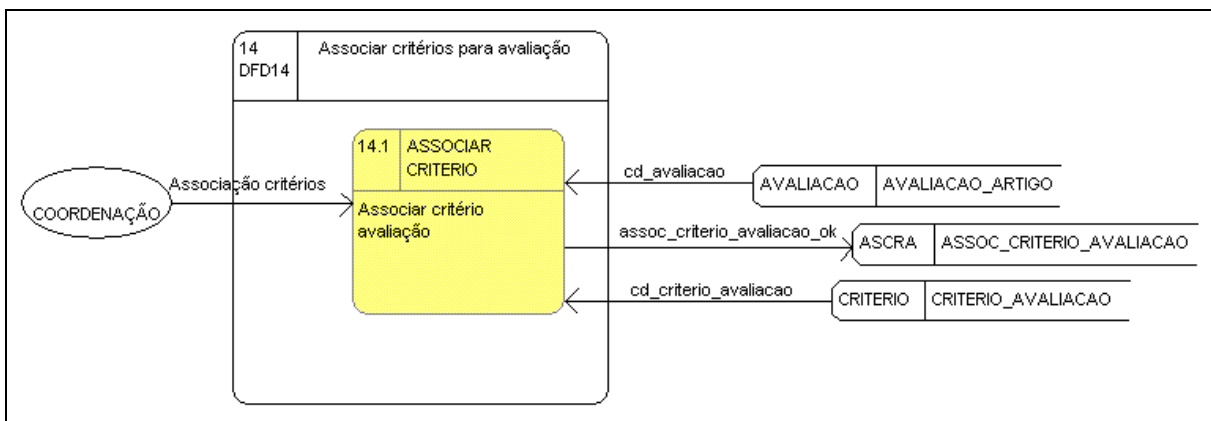 14
DFD14
Associar critérios para avaliação
14.1
ASSOCIAR
CRITERIO
Associar critério
avaliação
COORDENAÇÃO
Associação critérios
cd_avaliacao
AVALIACAO
AVALIACAO_ARTIGO
assoc_criterio_avaliacao_ok
ASCRA
ASSOC_CRITERIO_AVALIACAO
cd_criterio_avaliacao
CRITERIO
CRITERIO_AVALIACAO